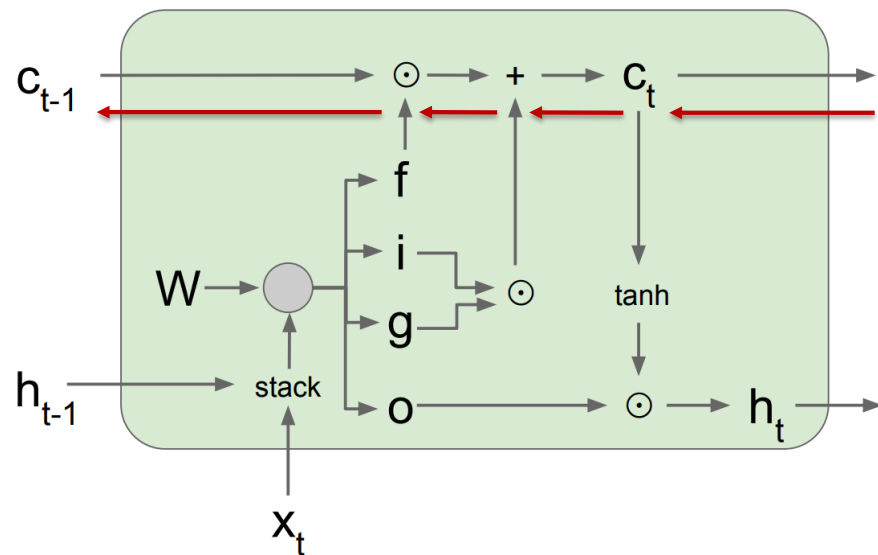 c_{t-1} ⊙ + c_t
f
i
W ⊙ tanh
g
h_{t-1} stack o ⊙ h_t
x_t